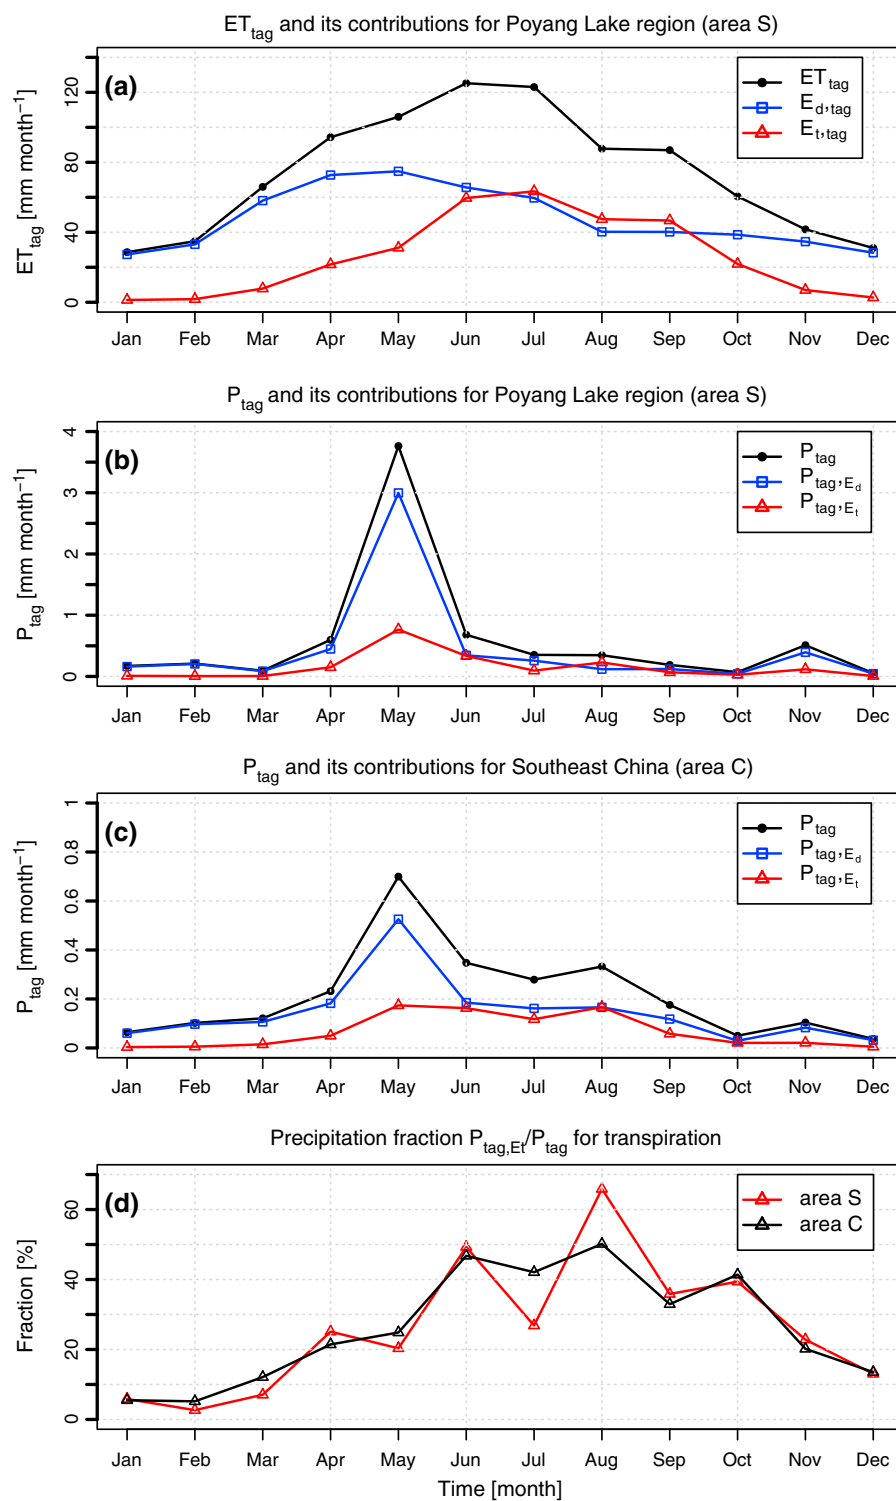 ET_tag and its contributions for Poyang Lake region (area S)
(a)
ET_tag
E_d,tag
E_t,tag
ET_tag [mm month⁻¹]
0 40 80 120
Jan Feb Mar Apr May Jun Jul Aug Sep Oct Nov Dec
P_tag and its contributions for Poyang Lake region (area S)
(b)
P_tag
P_tag,E_d
P_tag,E_t
P_tag [mm month⁻¹]
0 1 2 3 4
Jan Feb Mar Apr May Jun Jul Aug Sep Oct Nov Dec
P_tag and its contributions for Southeast China (area C)
(c)
P_tag
P_tag,E_d
P_tag,E_t
P_tag [mm month⁻¹]
0 0.2 0.4 0.6 0.8 1
Jan Feb Mar Apr May Jun Jul Aug Sep Oct Nov Dec
Precipitation fraction P_tag,Et/P_tag for transpiration
(d)
area S
area C
Fraction [%]
0 20 40 60
Jan Feb Mar Apr May Jun Jul Aug Sep Oct Nov Dec
Time [month]